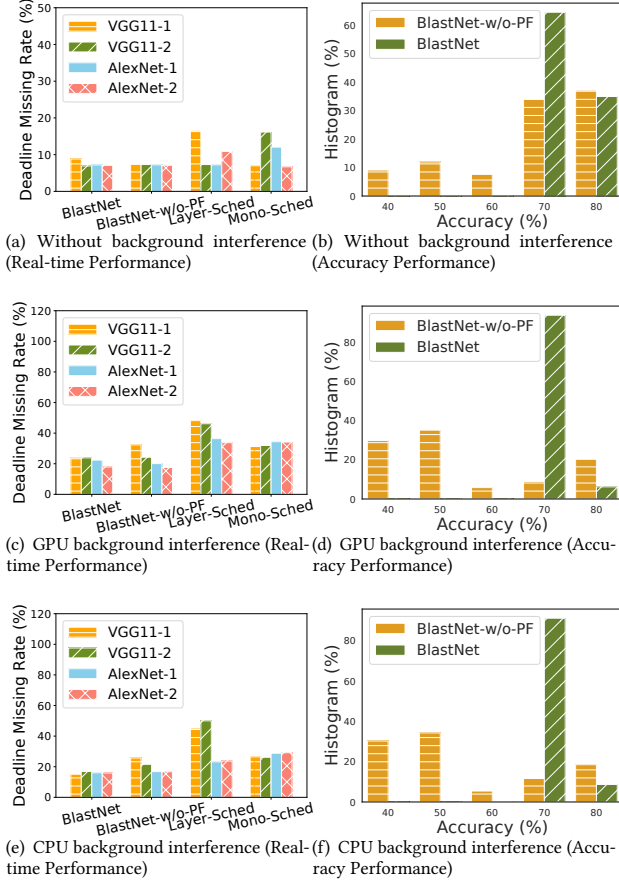 50
40
30
20
10
0
Deadline Missing Rate (%)
VGG11-1
VGG11-2
AlexNet-1
AlexNet-2
BlastNet
BlastNet-w/o-PF
Layer-Sched
Mono-Sched
(a) Without background interference
(Real-time Performance)
60
50
40
30
20
10
0
Histogram (%)
BlastNet-w/o-PF
BlastNet
40 50 60 70 80
Accuracy (%)
(b) Without background interference
(Accuracy Performance)
120
100
80
60
40
20
0
Deadline Missing Rate (%)
VGG11-1
VGG11-2
AlexNet-1
AlexNet-2
BlastNet
BlastNet-w/o-PF
Layer-Sched
Mono-Sched
(c) GPU background interference (Real-
time Performance)
80
60
40
20
0
Histogram (%)
BlastNet-w/o-PF
BlastNet
40 50 60 70 80
Accuracy (%)
(d) GPU background interference (Accu-
racy Performance)
120
100
80
60
40
20
0
Deadline Missing Rate (%)
VGG11-1
VGG11-2
AlexNet-1
AlexNet-2
BlastNet
BlastNet-w/o-PF
Layer-Sched
Mono-Sched
(e) CPU background interference (Real-
time Performance)
80
60
40
20
0
Histogram (%)
BlastNet-w/o-PF
BlastNet
40 50 60 70 80
Accuracy (%)
(f) CPU background interference (Accu-
racy Performance)